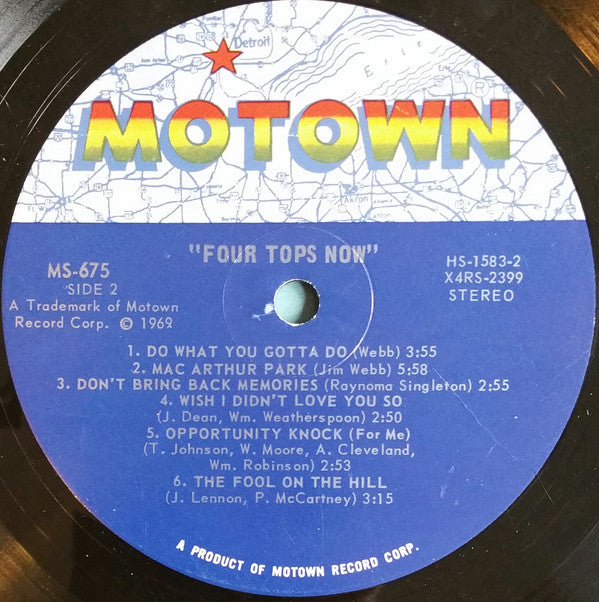 Detroit
Erie
Akron
MOTOWN
"FOUR TOPS NOW"
MS-675
SIDE 2
A Trademark of Motown
Record Corp. © 1969
HS-1583-2
X4RS-2399
STEREO
1. DO WHAT YOU GOTTA DO (Webb) 3:55
2. MAC ARTHUR PARK (Jim Webb) 5:58
3. DON'T BRING BACK MEMORIES (Raynoma Singleton) 2:55
4. WISH I DIDN'T LOVE YOU SO
(J. Dean, Wm. Weatherspoon) 2:50
5. OPPORTUNITY KNOCK (For Me)
(T. Johnson, W. Moore, A. Cleveland,
Wm. Robinson) 2:53
6. THE FOOL ON THE HILL
(J. Lennon, P. McCartney) 3:15
A PRODUCT OF MOTOWN RECORD CORP.